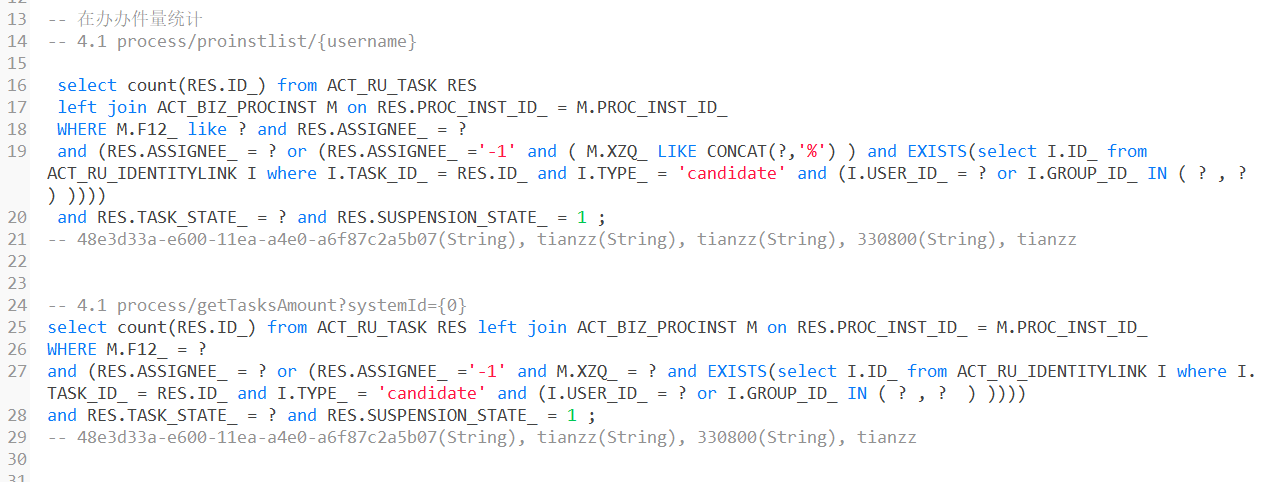 12
13 -- 在办办件量统计
14 -- 4.1 process/proinstlist/{username}
15
16 select count(RES.ID_) from ACT_RU_TASK RES
17 left join ACT_BIZ_PROCINST M on RES.PROC_INST_ID_ = M.PROC_INST_ID_
18 WHERE M.F12_ like ? and RES.ASSIGNEE_ = ?
19 and (RES.ASSIGNEE_ = ? or (RES.ASSIGNEE_ ='-1' and ( M.XZQ_ LIKE CONCAT(?,'%') ) and EXISTS(select I.ID_ from
ACT_RU_IDENTITYLINK I where I.TASK_ID_ = RES.ID_ and I.TYPE_ = 'candidate' and (I.USER_ID_ = ? or I.GROUP_ID_ IN ( ? , ?
) ))))
20 and RES.TASK_STATE_ = ? and RES.SUSPENSION_STATE_ = 1 ;
21 -- 48e3d33a-e600-11ea-a4e0-a6f87c2a5b07(String), tianzz(String), tianzz(String), 330800(String), tianzz
22
23
24 -- 4.1 process/getTasksAmount?systemId={0}
25 select count(RES.ID_) from ACT_RU_TASK RES left join ACT_BIZ_PROCINST M on RES.PROC_INST_ID_ = M.PROC_INST_ID_
26 WHERE M.F12_ = ?
27 and (RES.ASSIGNEE_ = ? or (RES.ASSIGNEE_ ='-1' and M.XZQ_ = ? and EXISTS(select I.ID_ from ACT_RU_IDENTITYLINK I where I.
TASK_ID_ = RES.ID_ and I.TYPE_ = 'candidate' and (I.USER_ID_ = ? or I.GROUP_ID_ IN ( ? , ?  ) ))))
28 and RES.TASK_STATE_ = ? and RES.SUSPENSION_STATE_ = 1 ;
29 -- 48e3d33a-e600-11ea-a4e0-a6f87c2a5b07(String), tianzz(String), 330800(String), tianzz
30
31